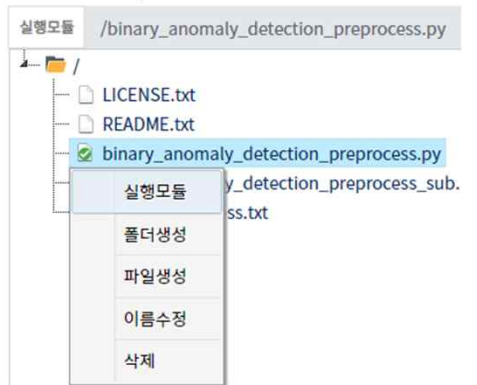 실행모듈 /binary_anomaly_detection_preprocess.py
/
LICENSE.txt
README.txt
binary_anomaly_detection_preprocess.py
y_detection_preprocess_sub.
ss.txt
실행모듈
폴더생성
파일생성
이름수정
삭제